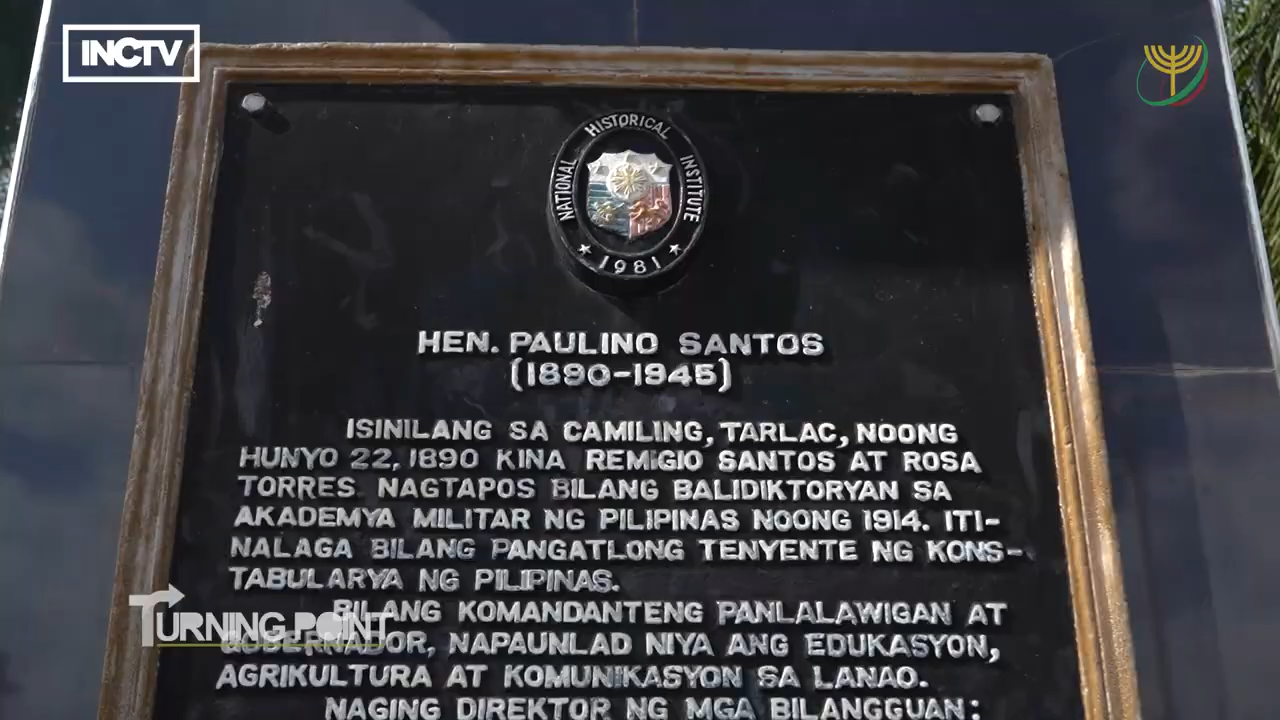 INCTV
NATIONAL HISTORICAL INSTITUTE
1981
HEN. PAULINO SANTOS
(1890-1945)
ISINILANG SA CAMILING, TARLAC, NOONG
HUNYO 22, 1890 KINA REMIGIO SANTOS AT ROSA
TORRES. NAGTAPOS BILANG BALIDIKTORYAN SA
AKADEMYA MILITAR NG PILIPINAS NOONG 1914. ITI-
NALAGA BILANG PANGATLONG TENYENTE NG KONS-
TABULARYA NG PILIPINAS.
BILANG KOMANDANTENG PANLALAWIGAN AT
GOBERNADOR, NAPAUNLAD NIYA ANG EDUKASYON,
AGRIKULTURA AT KOMUNIKASYON SA LANAO.
NAGING DIREKTOR NG MGA BILANGGUAN;
TURNING POINT